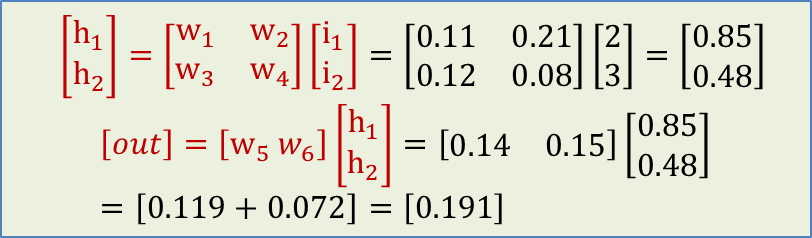 [h₁ h₂] = [w₁ w₂ w₃ w₄] [i₁ i₂] = [0.11 0.21 0.12 0.08] [2 3] = [0.85 0.48]
[out] = [w₅ w₆] [h₁ h₂] = [0.14 0.15] [0.85 0.48]
= [0.119 + 0.072] = [0.191]